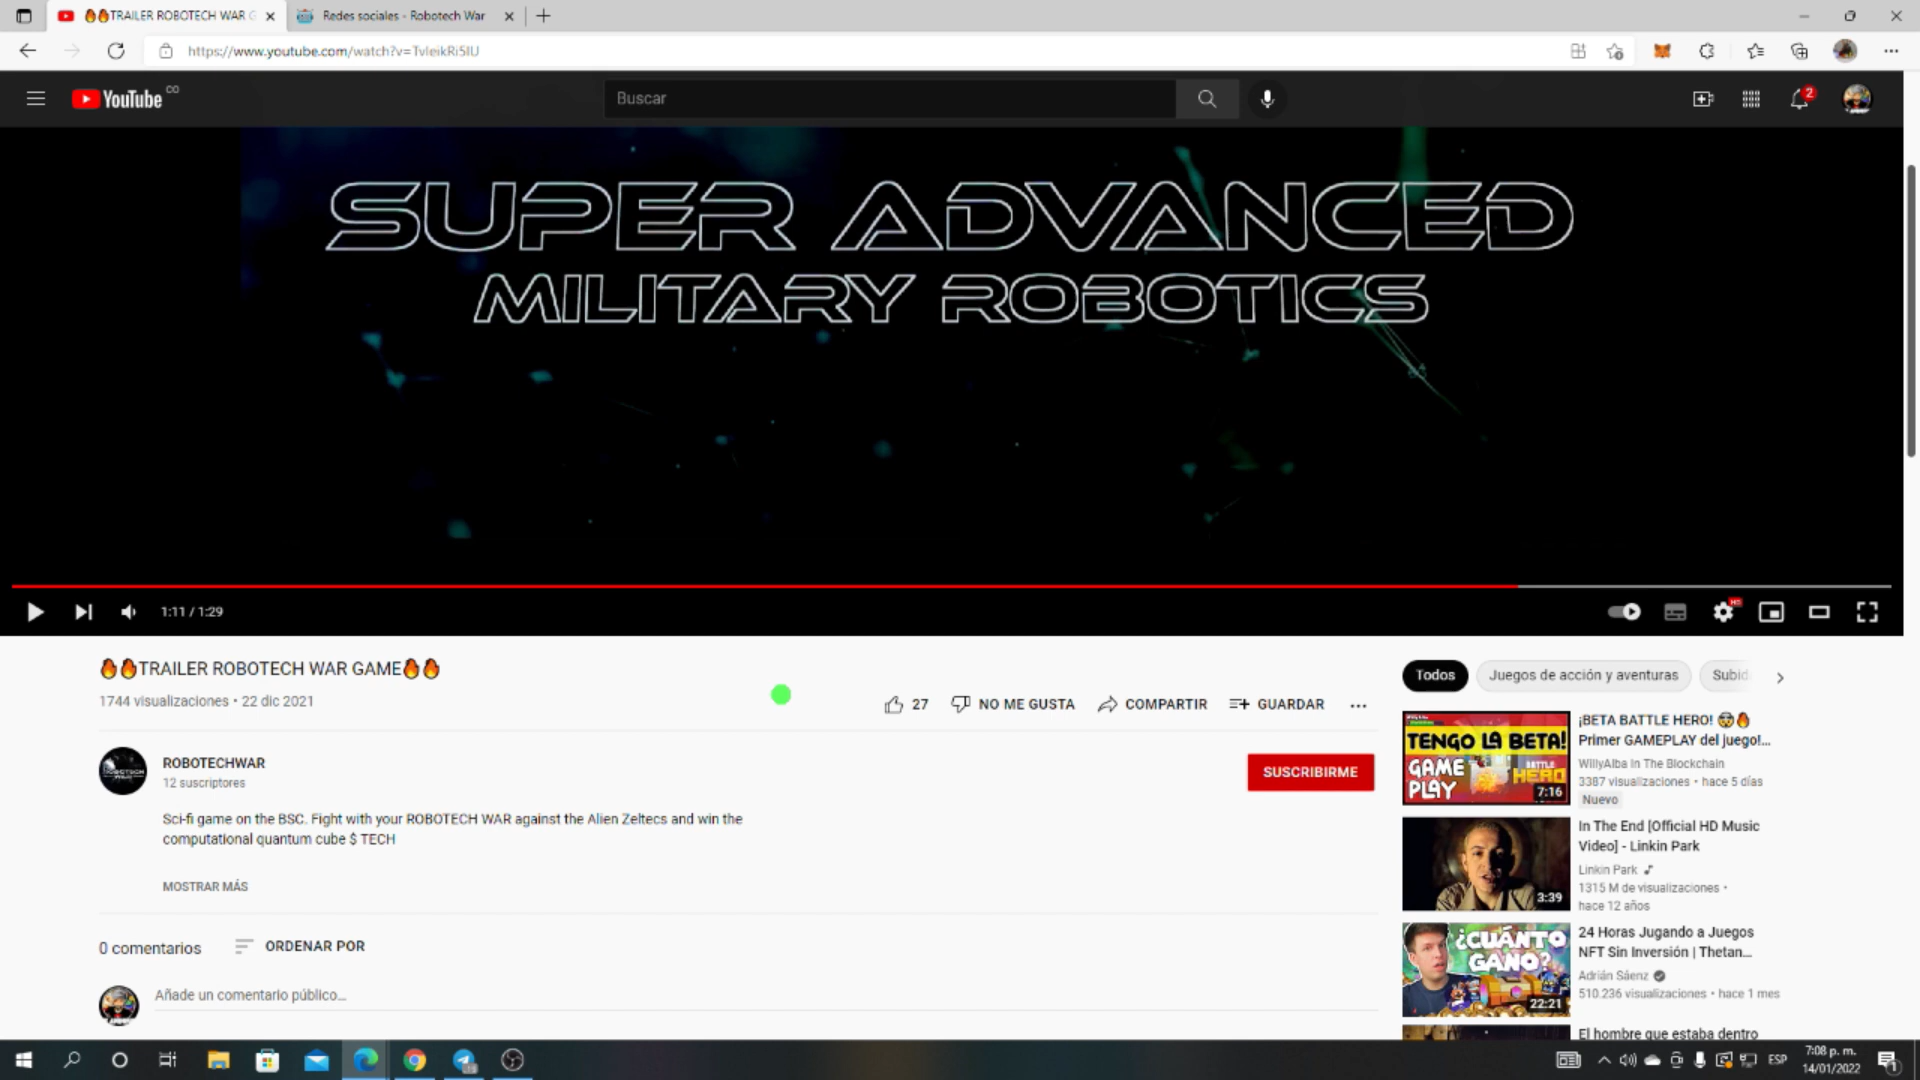 🔥🔥TRAILER ROBOTECH WAR G
Redes sociales - Robotech War
https://www.youtube.com/watch?v=TvIeikRi5IU
YouTube CO
Buscar
2
SUPER ADVANCED
MILITARY ROBOTICS
1:11 / 1:29
HD
🔥🔥TRAILER ROBOTECH WAR GAME🔥🔥
1744 visualizaciones • 22 dic 2021
27
NO ME GUSTA
COMPARTIR
GUARDAR
ROBOTECHWAR
12 suscriptores
SUSCRIBIRME
Sci-fi game on the BSC. Fight with your ROBOTECH WAR against the Alien Zeltecs and win the
computational quantum cube $ TECH
MOSTRAR MÁS
0 comentarios
ORDENAR POR
Añade un comentario público...
Todos
Juegos de acción y aventuras
Subid
TENGO LA BETA!
GAME
PLAY
BATTLE
HERO
7:16
¡BETA BATTLE HERO! 🤯🔥
Primer GAMEPLAY del juego!...
WillyAlba In The Blockchain
3387 visualizaciones • hace 5 días
Nuevo
3:39
In The End [Official HD Music
Video] - Linkin Park
Linkin Park
1315 M de visualizaciones •
hace 12 años
¿CUÁNTO
GANO?
22:21
24 Horas Jugando a Juegos
NFT Sin Inversión | Thetan...
Adrián Sáenz
510.236 visualizaciones • hace 1 mes
El hombre que estaba dentro
ESP
7:08 p. m.
14/01/2022
1